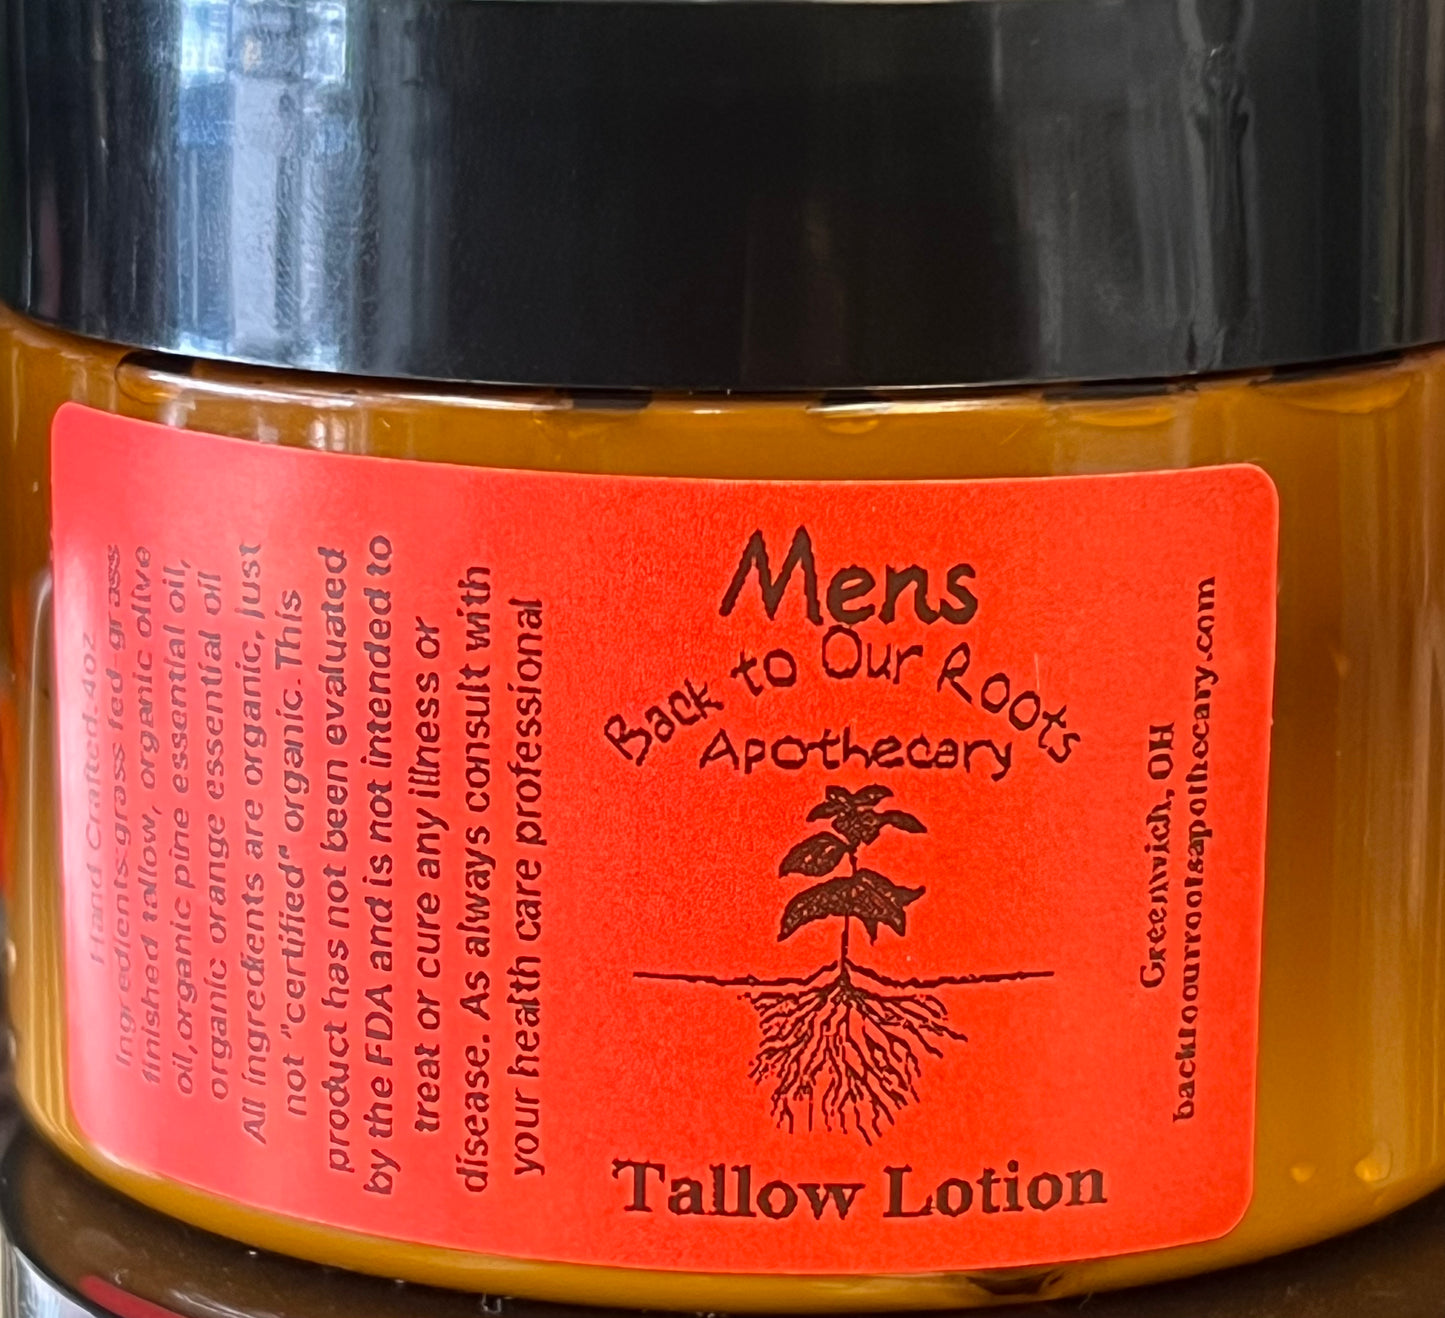 Hand Crafted-4oz
Ingredients:grass fed-grass
finished tallow, organic olive
oil,organic pine essential oil,
organic orange essential oil
All ingredients are organic, just
not "certified" organic. This
product has not been evaluated
by the FDA and is not intended to
treat or cure any illness or
disease. As always consult with
your health care professional
Mens
Back to Our Roots
Apothecary
Tallow Lotion
Greenwich, OH
backtoourrootsapothecary.com